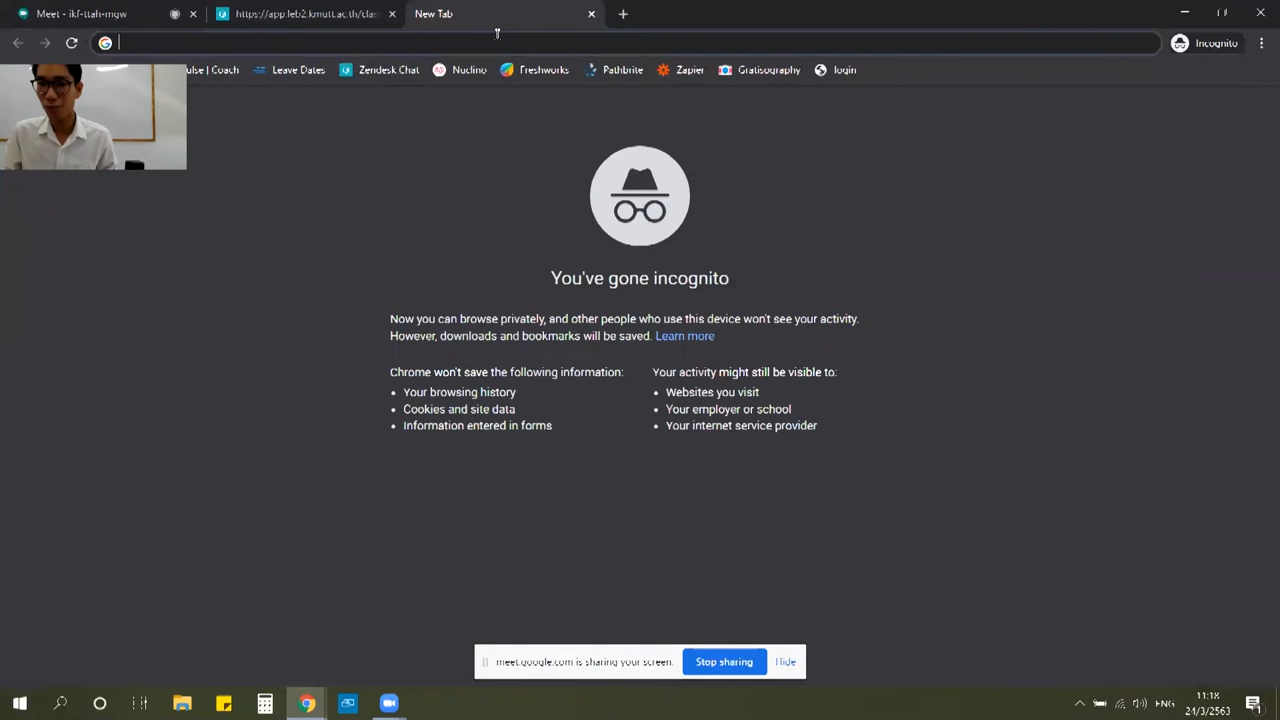 Meet - ikf-ttah-mgw
https://app.leb2.kmutt.ac.th/clas
New Tab
Incognito
ulse | Coach
Leave Dates
Zendesk Chat
Nuclino
Freshworks
Pathbrite
Zapier
Gratisography
login
You've gone incognito
Now you can browse privately, and other people who use this device won't see your activity.
However, downloads and bookmarks will be saved. Learn more
Chrome won't save the following information:
Your browsing history
Cookies and site data
Information entered in forms
Your activity might still be visible to:
Websites you visit
Your employer or school
Your internet service provider
meet.google.com is sharing your screen.
Stop sharing
Hide
ENG
11:18
24/3/2563